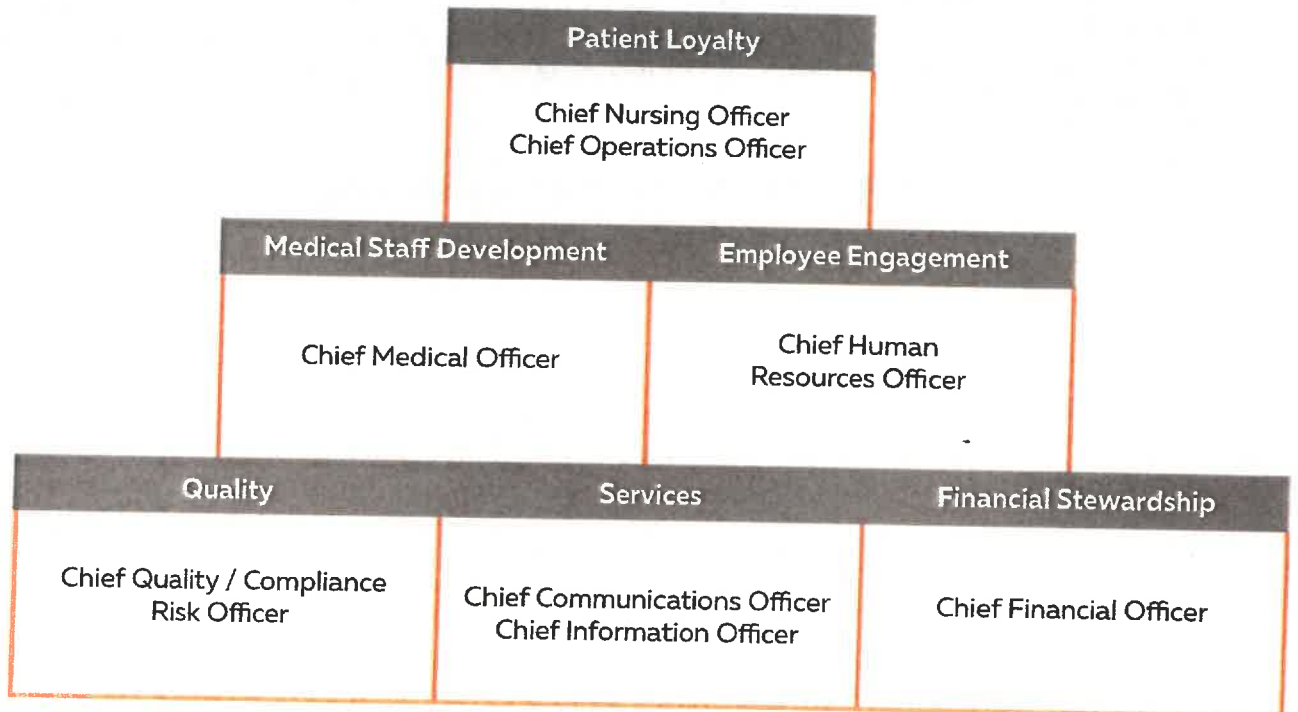 Patient Loyalty
Chief Nursing Officer
Chief Operations Officer
Medical Staff Development
Employee Engagement
Chief Medical Officer
Chief Human
Resources Officer
Quality
Services
Financial Stewardship
Chief Quality / Compliance
Risk Officer
Chief Communications Officer
Chief Information Officer
Chief Financial Officer